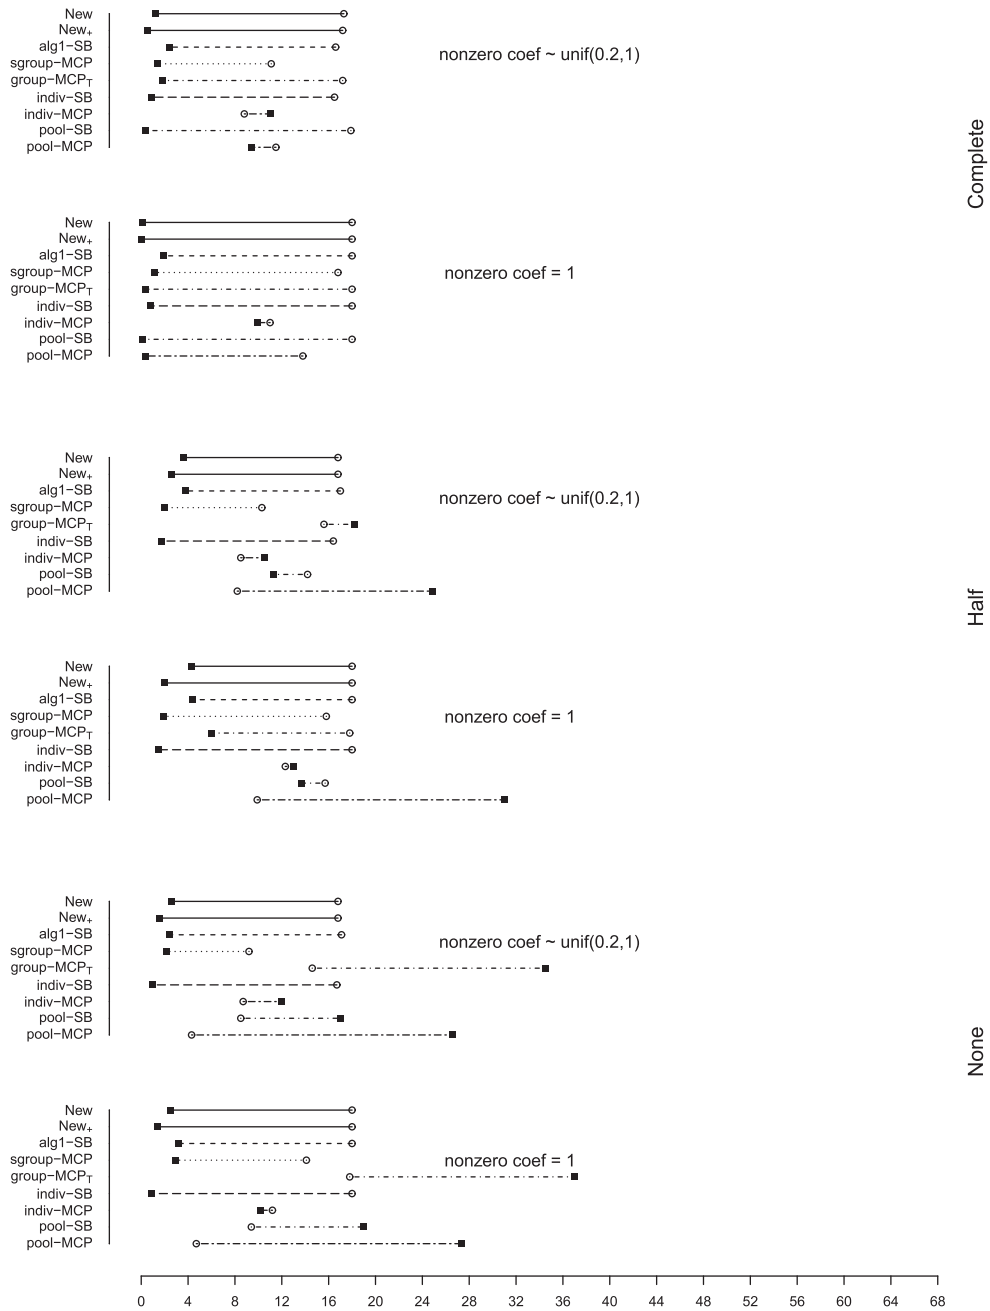 New
New+
alg1−SB
nonzero coef ~ unif(0.2,1)
sgroup−MCP
group−MCPT
indiv−SB
indiv−MCP
pool−SB
pool−MCP
Complete
New
New+
alg1−SB
sgroup−MCP
nonzero coef = 1
group−MCPT
indiv−SB
indiv−MCP
pool−SB
pool−MCP
New
New+
alg1−SB
nonzero coef ~ unif(0.2,1)
sgroup−MCP
group−MCPT
indiv−SB
indiv−MCP
pool−SB
pool−MCP
Half
New
New+
alg1−SB
sgroup−MCP
nonzero coef = 1
group−MCPT
indiv−SB
indiv−MCP
pool−SB
pool−MCP
New
New+
alg1−SB
nonzero coef ~ unif(0.2,1)
sgroup−MCP
group−MCPT
indiv−SB
indiv−MCP
pool−SB
pool−MCP
None
New
New+
alg1−SB
sgroup−MCP
nonzero coef = 1
group−MCPT
indiv−SB
indiv−MCP
pool−SB
pool−MCP
0 4 8 12 16 20 24 28 32 36 40 44 48 52 56 60 64 68